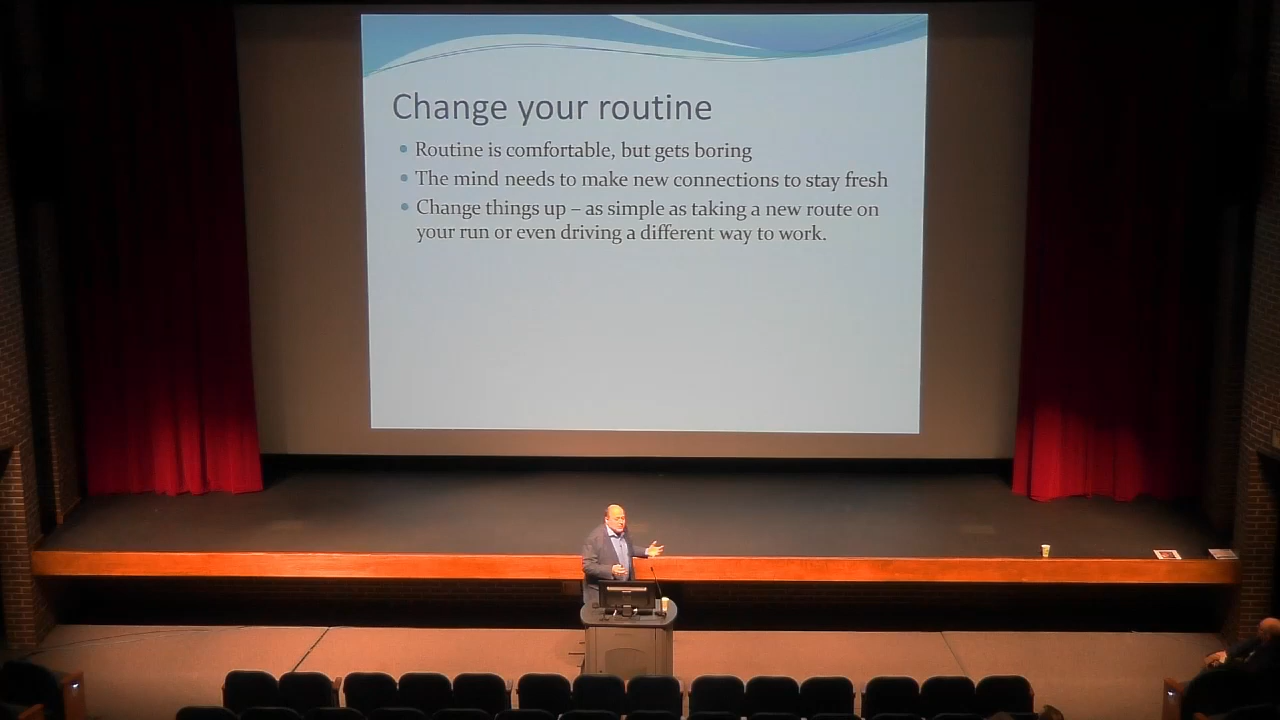 Change your routine
• Routine is comfortable, but gets boring
• The mind needs to make new connections to stay fresh
• Change things up – as simple as taking a new route on
your run or even driving a different way to work.